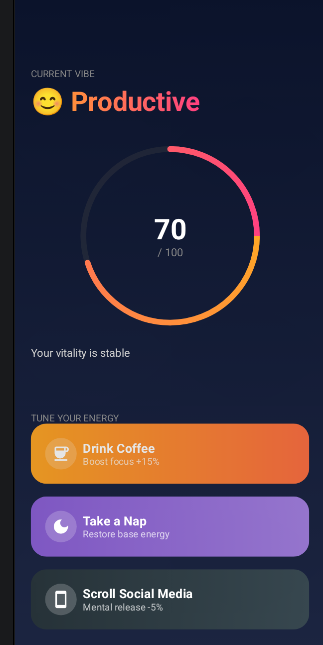 CURRENT VIBE
😊 Productive
70
/ 100
Your vitality is stable
TUNE YOUR ENERGY
Drink Coffee
Boost focus +15%
Take a Nap
Restore base energy
Scroll Social Media
Mental release -5%